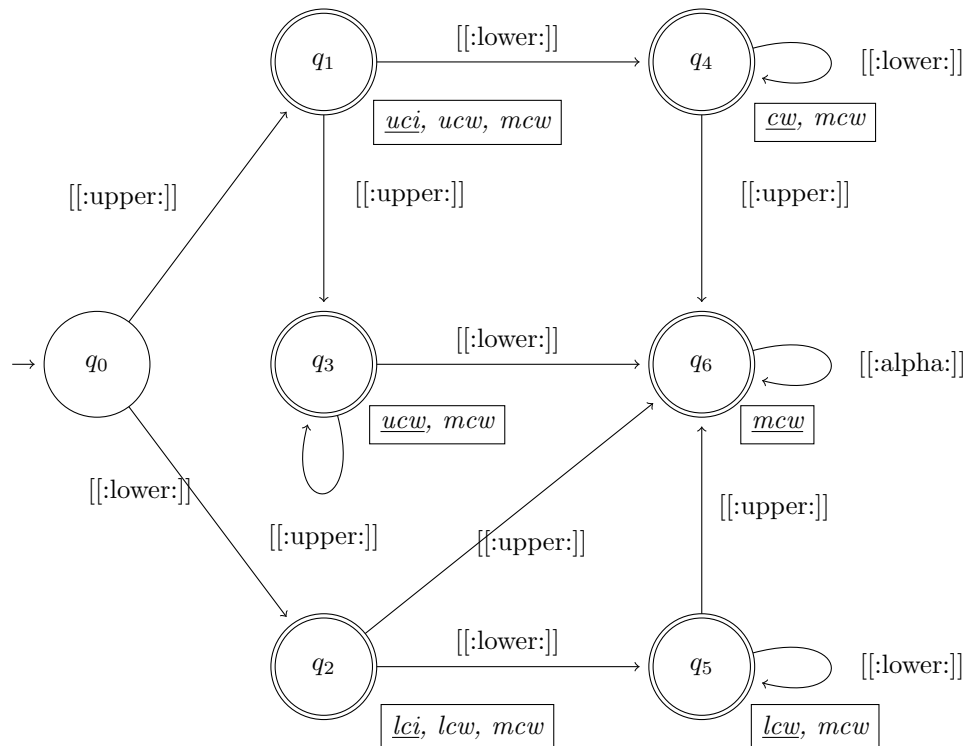 [[:lower:]]
q1
q4
[[:lower:]]
uci, ucw, mcw
cw, mcw
[[:upper:]]
[[:upper:]]
[[:upper:]]
[[:lower:]]
q0
q3
q6
[[:alpha:]]
ucw, mcw
mcw
[[:lower:]]
[[:upper:]]
[[:upper:]]
[[:upper:]]
[[:lower:]]
q2
q5
[[:lower:]]
lci, lcw, mcw
lcw, mcw